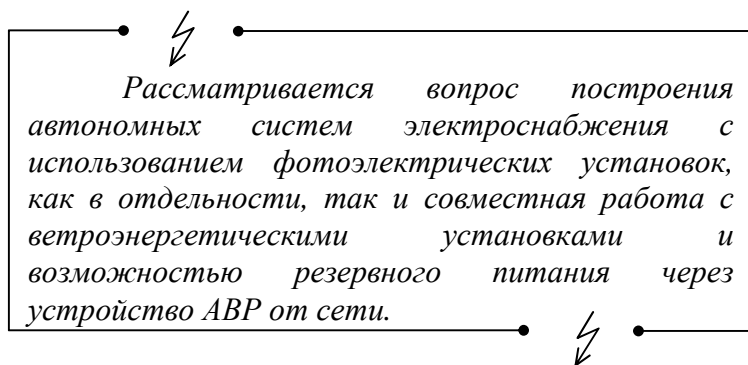 Рассматривается вопрос построения
автономных систем электроснабжения с
использованием фотоэлектрических установок,
как в отдельности, так и совместная работа с
ветроэнергетическими установками и
возможностью резервного питания через
устройство АВР от сети.